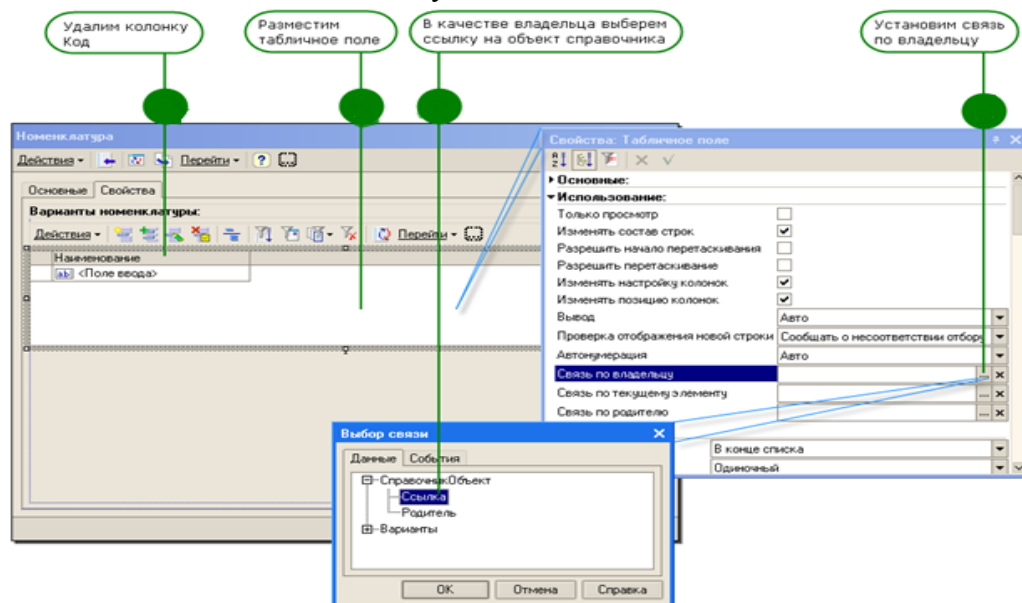 Удалим колонку
Код
Разместим
табличное поле
В качестве владельца выберем
ссылку на объект справочника
Установим связь
по владельцу
Номенклатура
Действия
Перейти
Основные Свойства
Варианты номенклатуры:
Действия
Перейти
Наименование
<Поле ввода>
Свойства: Табличное поле
Основные:
Использование:
Только просмотр
Изменять состав строк
Разрешить начало перетаскивания
Разрешить перетаскивание
Изменять настройку колонок
Изменять позицию колонок
Вывод Авто
Проверка отображения новой строки Сообщать о несоответствии отбору
Автонумерация Авто
Связь по владельцу
Связь по текущему элементу
Связь по родителю
В конце списка
Одиночный
Выбор связи
Данные События
СправочникОбъект
Ссылка
Родитель
Варианты
OK Отмена Справка